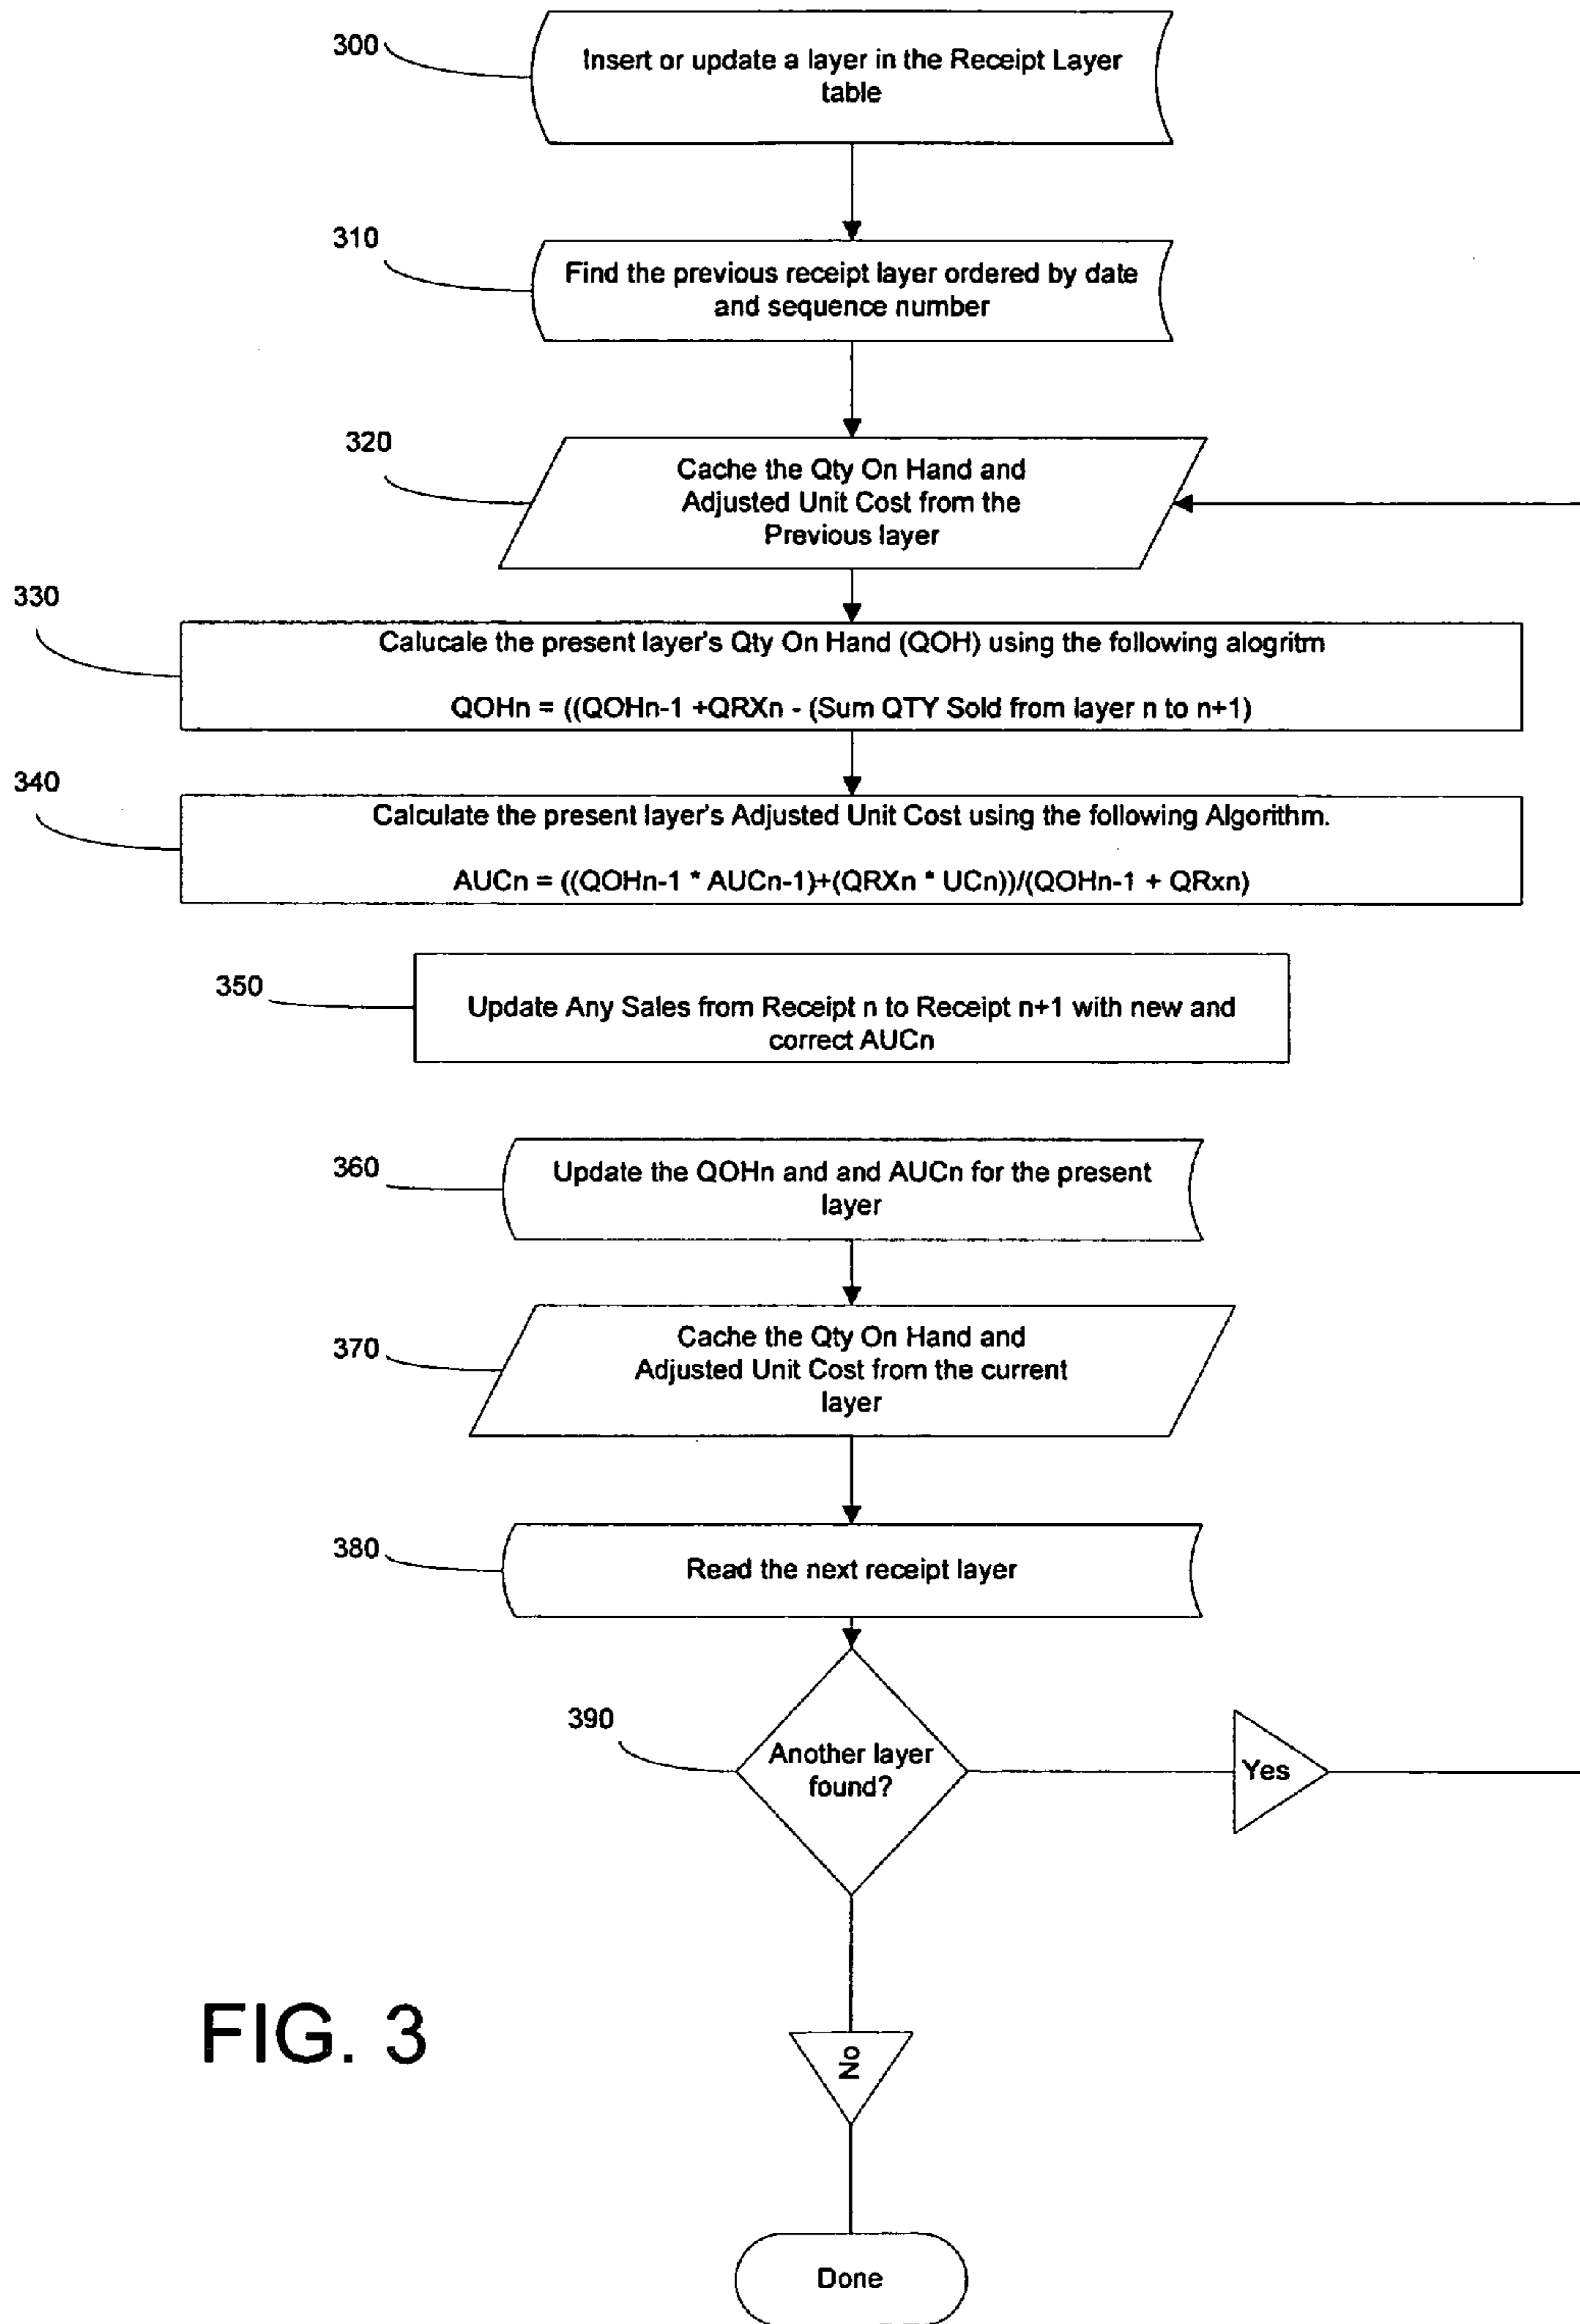 300
Insert or update a layer in the Receipt Layer
table
310
Find the previous receipt layer ordered by date
and sequence number
320
Cache the Qty On Hand and
Adjusted Unit Cost from the
Previous layer
330
Calucale the present layer's Qty On Hand (QOH) using the following alogritm
QOHn = ((QOHn-1 +QRXn - (Sum QTY Sold from layer n to n+1)
340
Calculate the present layer's Adjusted Unit Cost using the following Algorithm.
AUCn = ((QOHn-1 * AUCn-1)+(QRXn * UCn))/(QOHn-1 + QRxn)
350
Update Any Sales from Receipt n to Receipt n+1 with new and
correct AUCn
360
Update the QOHn and and AUCn for the present
layer
370
Cache the Qty On Hand and
Adjusted Unit Cost from the current
layer
380
Read the next receipt layer
390
Another layer
found?
Yes
No
Done
FIG. 3